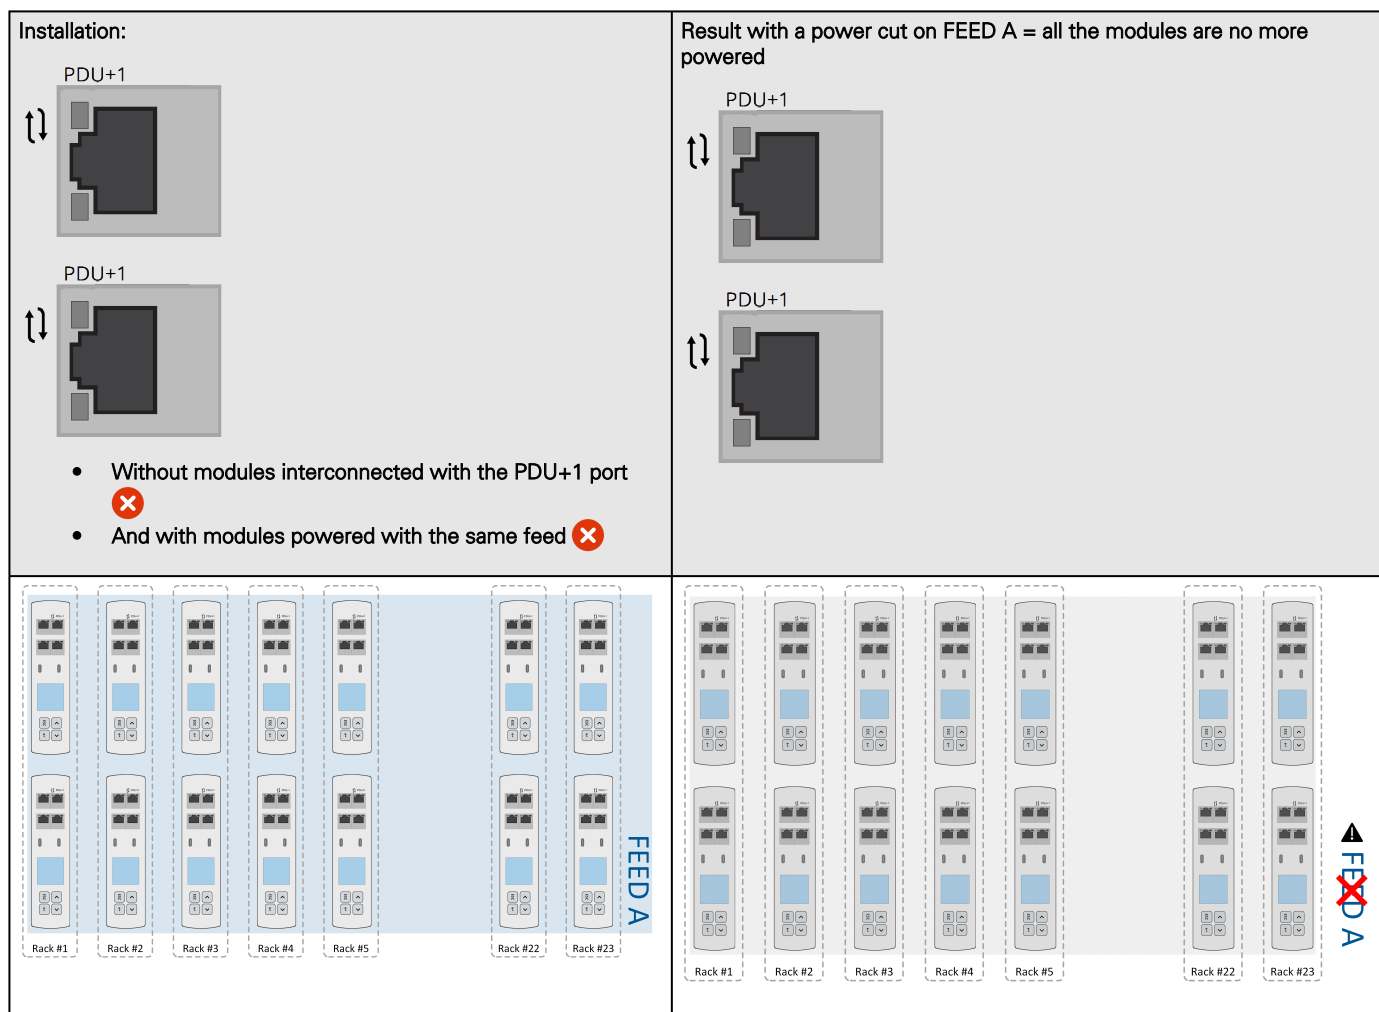 Installation:
PDU+1
PDU+1
• Without modules interconnected with the PDU+1 port
• And with modules powered with the same feed
Result with a power cut on FEED A = all the modules are no more
powered
PDU+1
PDU+1
FEED A
Rack #1 Rack #2 Rack #3 Rack #4 Rack #5 Rack #22 Rack #23
FEED A
Rack #1 Rack #2 Rack #3 Rack #4 Rack #5 Rack #22 Rack #23